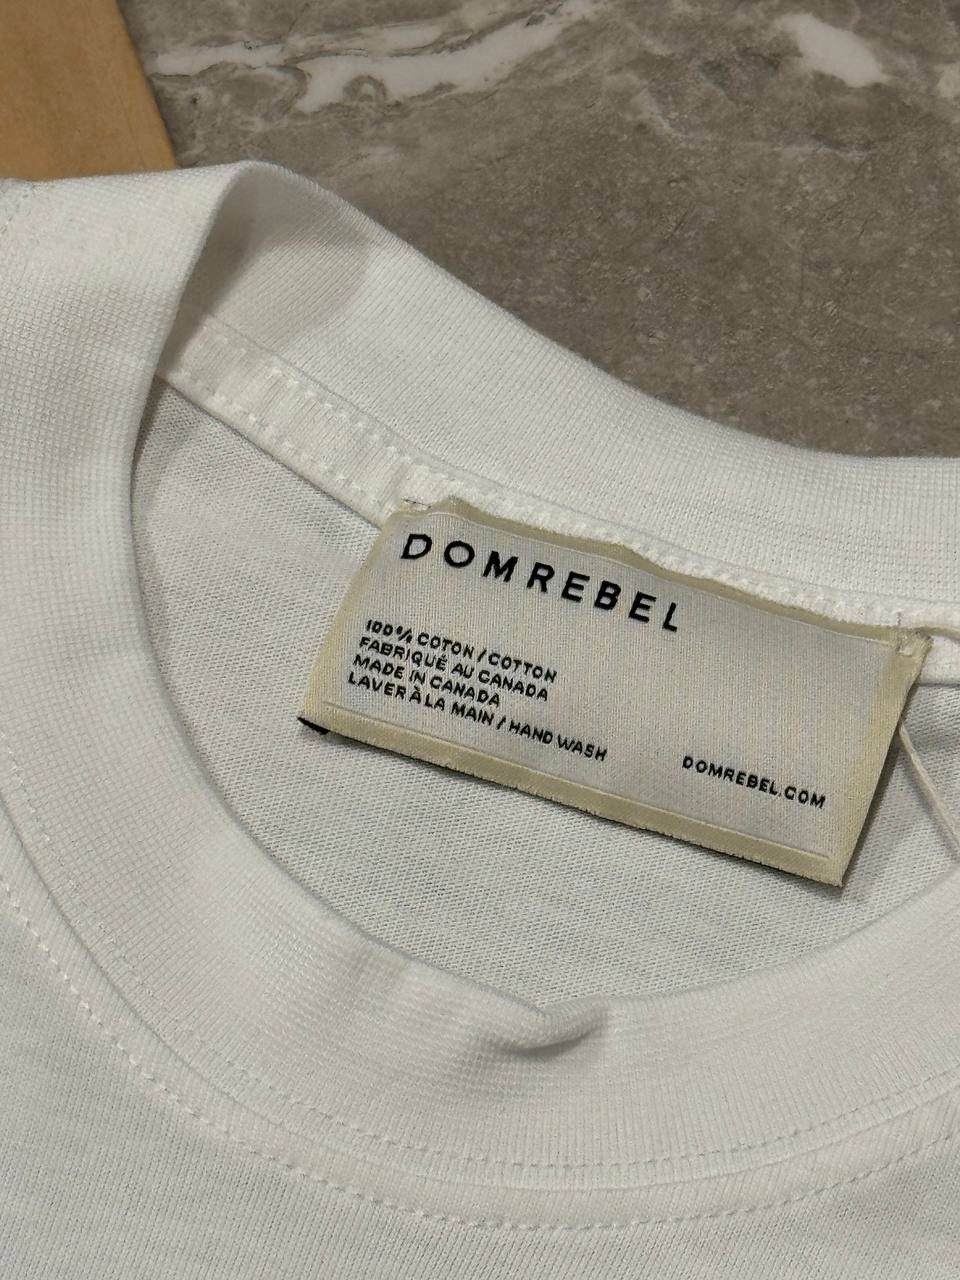 DOMREBEL
100% COTON / COTTON
FABRIQUÉ AU CANADA
MADE IN CANADA
LAVER À LA MAIN / HAND WASH
DOMREBEL.COM